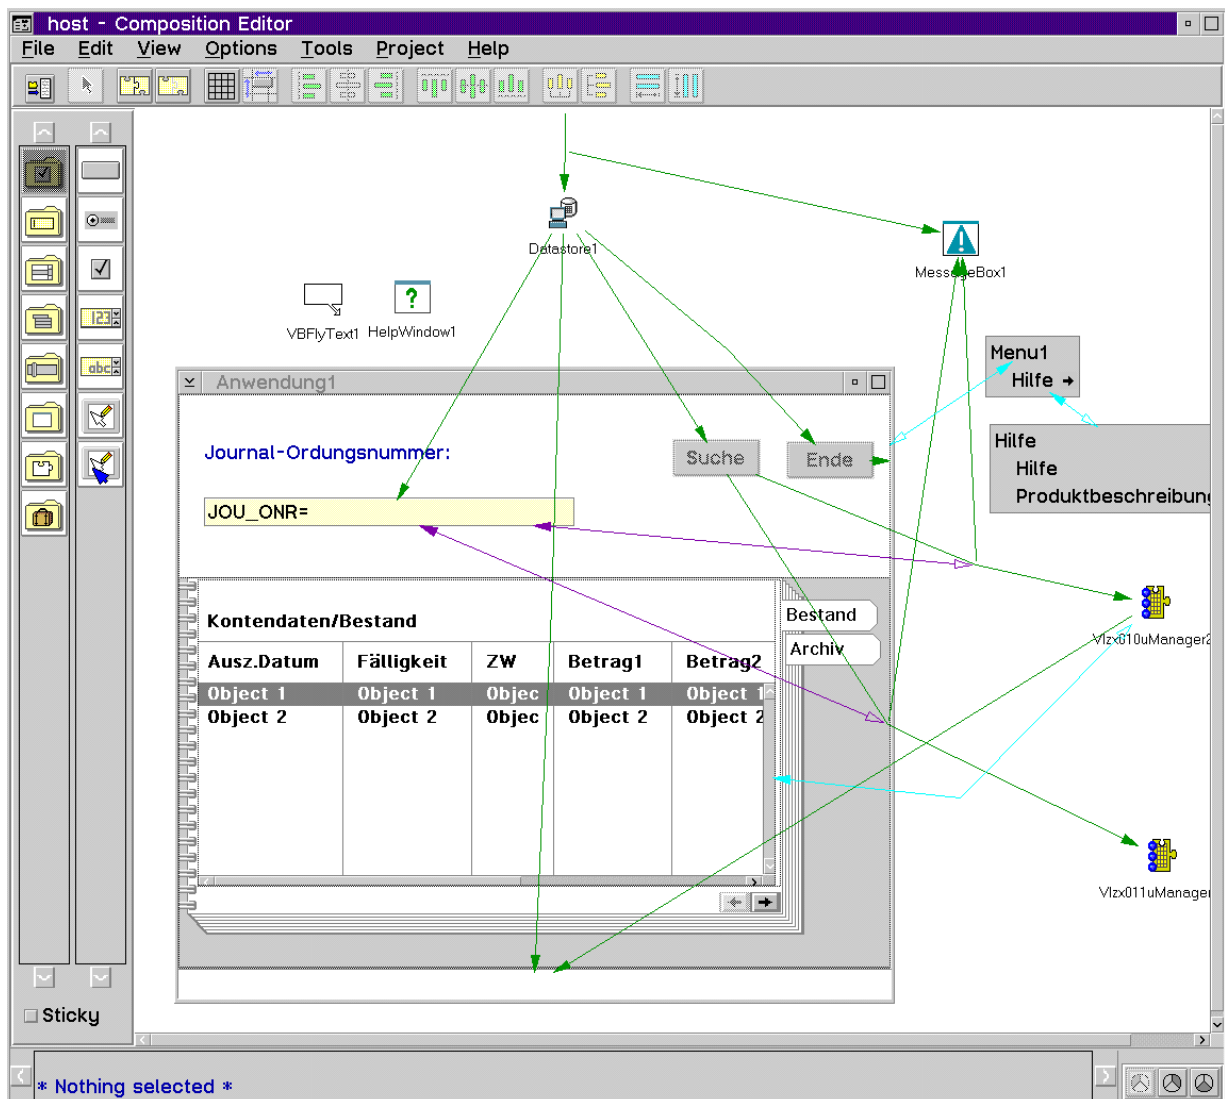 host - Composition Editor
File Edit View Options Tools Project Help
Datastore1
MessageBox1
VBFlyText1 HelpWindow1
Menu1
Hilfe
Anwendung1
Journal-Ordungsnummer:
Suche
Ende
Hilfe
Hilfe
Produktbeschreibung
JOU_ONR=
123
abc
Kontendaten/Bestand
Bestand
Archiv
Ausz.Datum Fälligkeit ZW Betrag1 Betrag2
Object 1 Object 1 Objec Object 1 Object 1
Object 2 Object 2 Objec Object 2 Object 2
Vlzx010uManager2
Vlzx011uManager
Sticky
* Nothing selected *